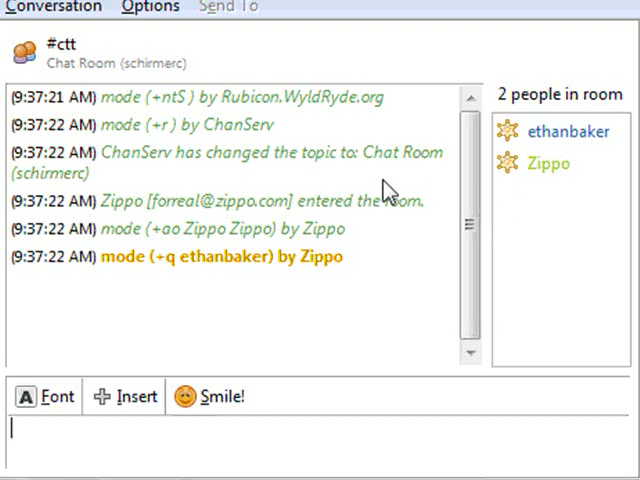 Conversation Options Send To
#ctt
Chat Room (schirmerc)
(9:37:21 AM) mode (+ntS ) by Rubicon.WyldRyde.org
(9:37:22 AM) mode (+r ) by ChanServ
(9:37:22 AM) ChanServ has changed the topic to: Chat Room
(schirmerc)
(9:37:22 AM) Zippo [forreal@zippo.com] entered the room.
(9:37:22 AM) mode (+ao Zippo Zippo) by Zippo
(9:37:22 AM) mode (+q ethanbaker) by Zippo
2 people in room
ethanbaker
Zippo
A Font Insert Smile!